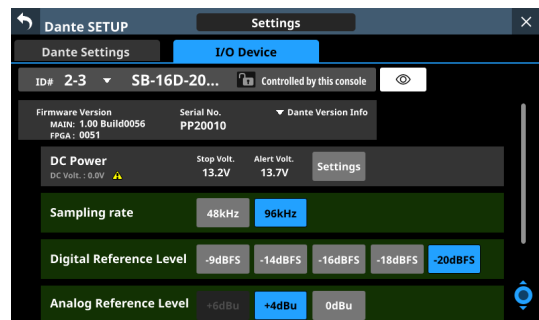 Dante SETUP
Settings
Dante Settings
I/O Device
ID# 2-3 SB-16D-20... Controlled by this console
Firmware Version
MAIN: 1.00 Build0056
FPGA : 0051
Serial No.
PP20010
Dante Version Info
DC Power
DC Volt. : 0.0V
Stop Volt.
13.2V
Alert Volt.
13.7V
Settings
Sampling rate
48kHz
96kHz
Digital Reference Level
-9dBFS
-14dBFS
-16dBFS
-18dBFS
-20dBFS
Analog Reference Level
+6dBu
+4dBu
0dBu